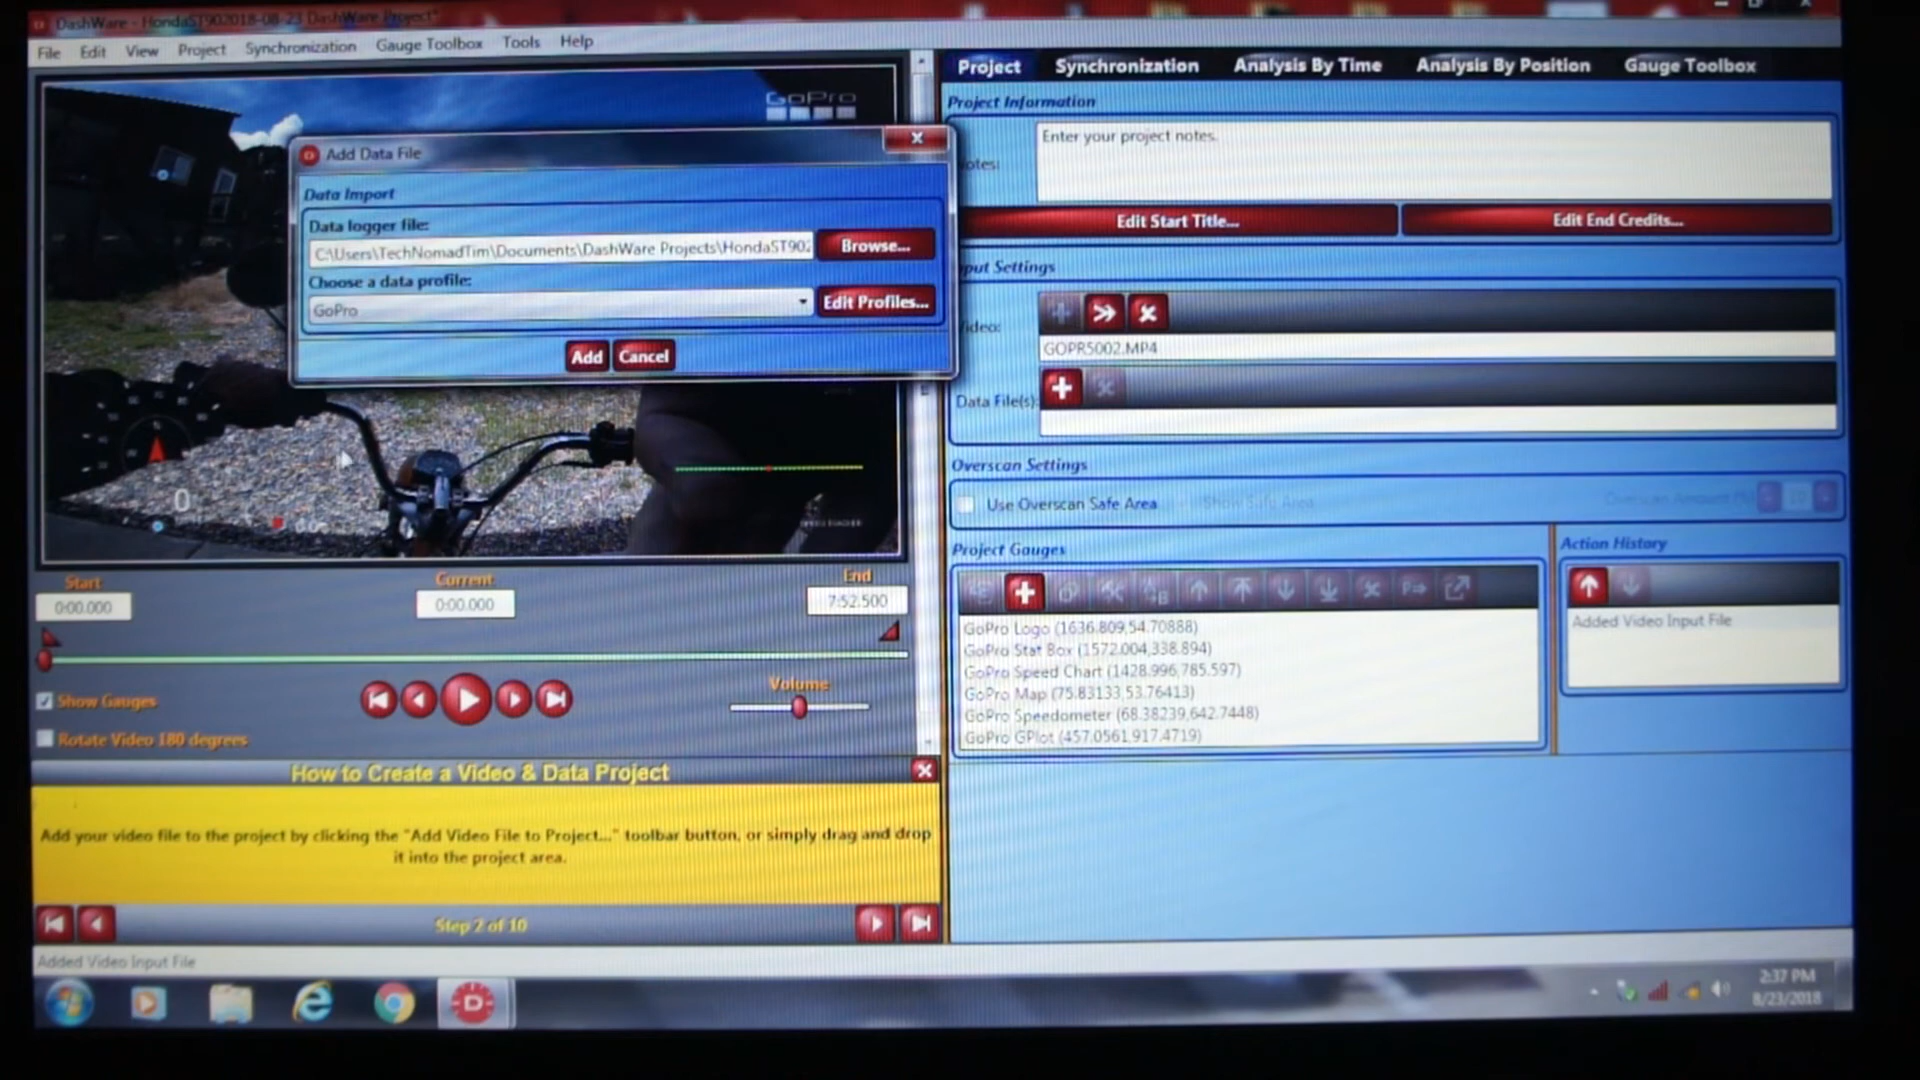 DashWare - HondaST902018-08-23 DashWare Project*
File Edit View Project Synchronization Gauge Toolbox Tools Help
GoPro
Add Data File
Data Import
Data logger file:
C:\Users\TechNomadTim\Documents\DashWare Projects\HondaST902
Browse...
Choose a data profile:
GoPro
Edit Profiles...
Add Cancel
0
Start Current End
0:00.000 0:00.000 7:52.500
Show Gauges
Volume
Rotate Video 180 degrees
How to Create a Video & Data Project
Add your video file to the project by clicking the "Add Video File to Project..." toolbar button, or simply drag and drop
it into the project area.
Step 2 of 10
Added Video Input File
Project Synchronization Analysis By Time Analysis By Position Gauge Toolbox
Project Information
otes:
Enter your project notes.
Edit Start Title... Edit End Credits...
put Settings
ideo:
GOPR5002.MP4
Data File(s):
Overscan Settings
Use Overscan Safe Area Show Safe Area
Project Gauges
GoPro Logo (1636.809,54.70888)
GoPro Stat Box (1572.004,338.894)
GoPro Speed Chart (1428.996,785.597)
GoPro Map (75.83133,53.76413)
GoPro Speedometer (68.38239,642.7448)
GoPro GPlot (457.0561,917.4719)
Action History
Added Video Input File
2:37 PM
8/23/2018